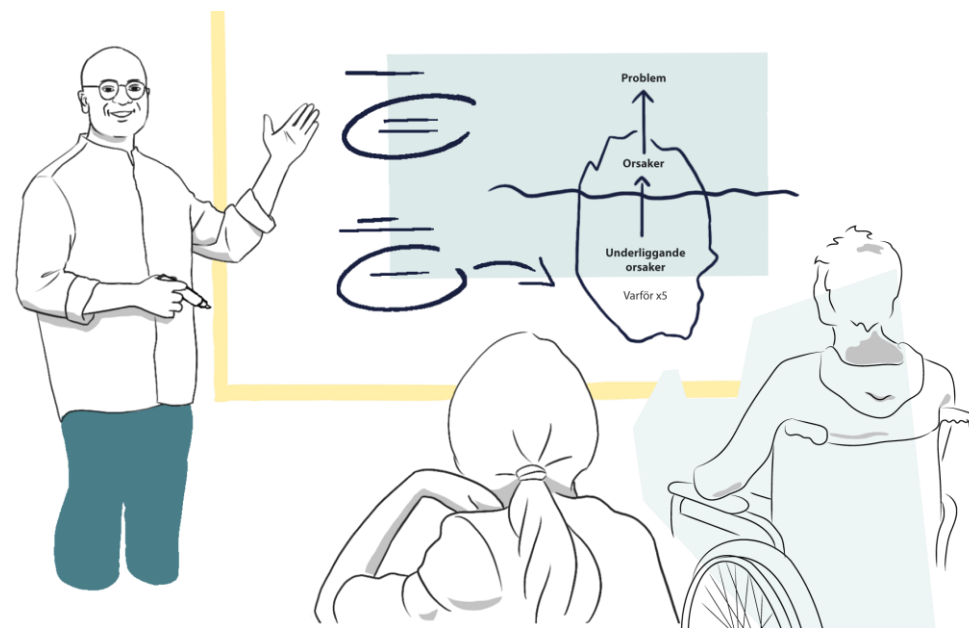 Problem
Orsaker
Underliggande
orsaker
Varför x5